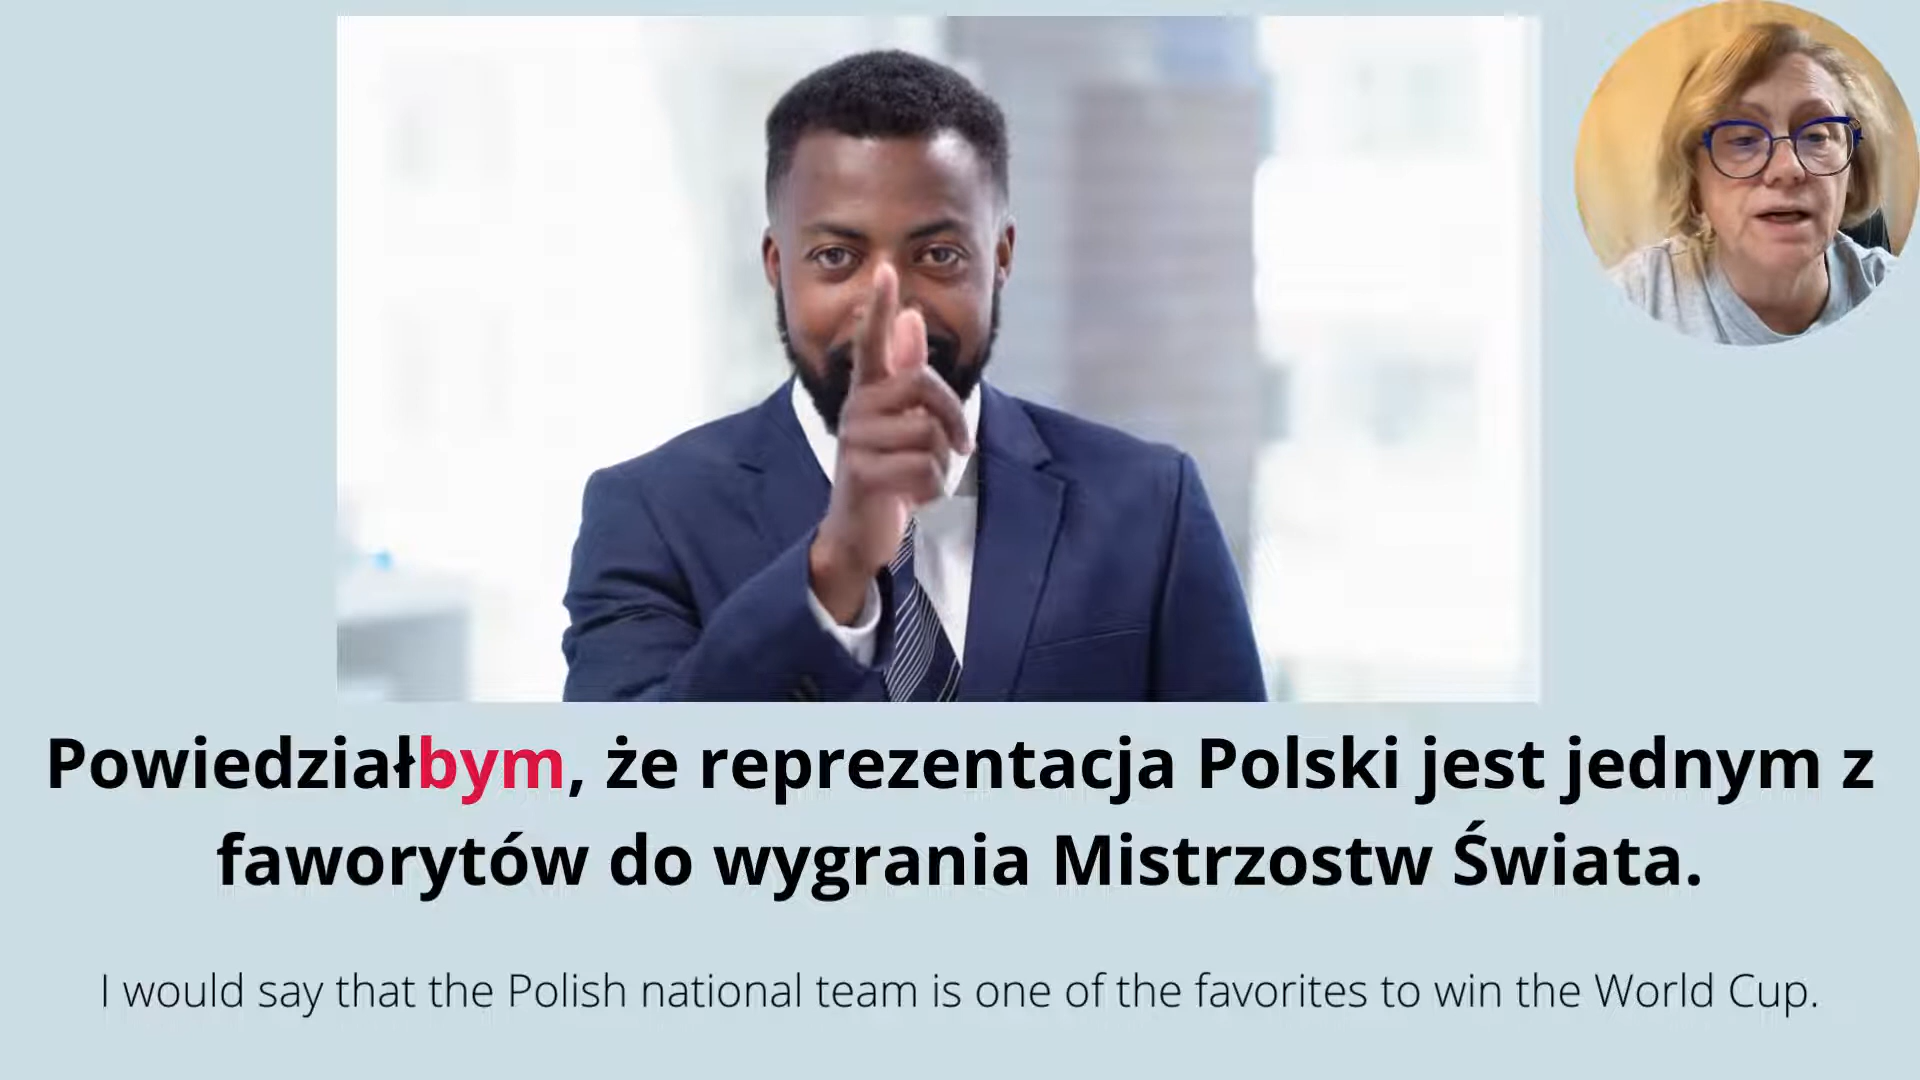 Powiedziałbym, że reprezentacja Polski jest jednym z
faworytów do wygrania Mistrzostw Świata.
I would say that the Polish national team is one of the favorites to win the World Cup.